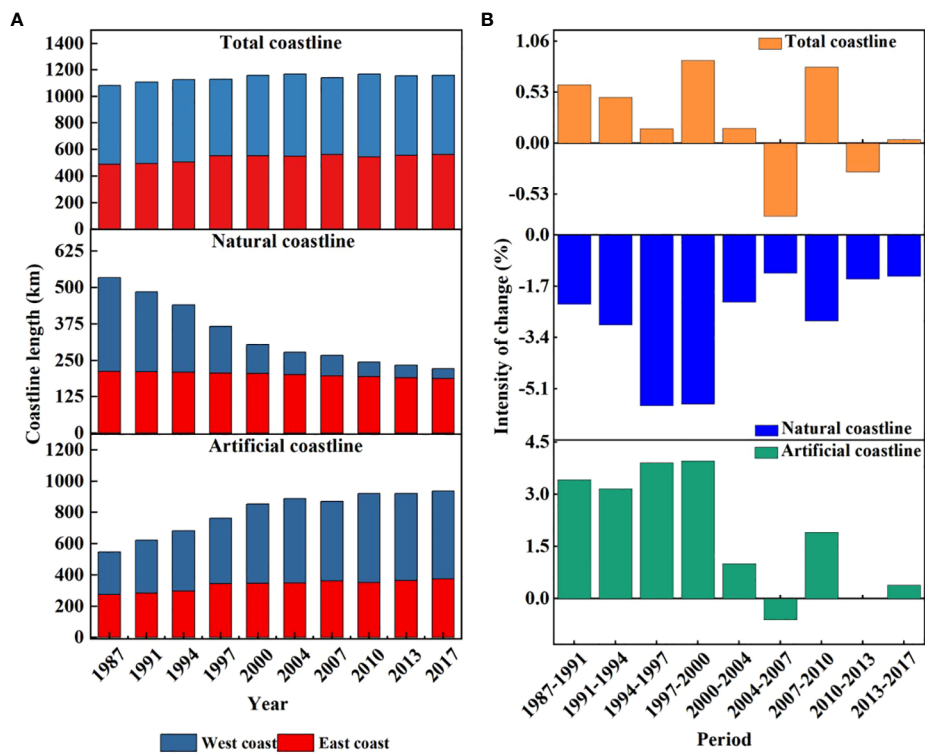 A
Total coastline
1400
1200
1000
800
600
400
200
0
Natural coastline
625
500
375
250
125
0
Artificial coastline
1200
1000
800
600
400
200
0
Coastline length (km)
1987 1991 1994 1997 2000 2004 2007 2010 2013 2017
Year
West coast East coast
B
Total coastline
1.06
0.53
0.00
-0.53
0.0
-1.7
-3.4
-5.1
Natural coastline
Artificial coastline
4.5
3.0
1.5
0.0
Intensity of change (%)
1987-1991 1991-1994 1994-1997 1997-2000 2000-2004 2004-2007 2007-2010 2010-2013 2013-2017
Period